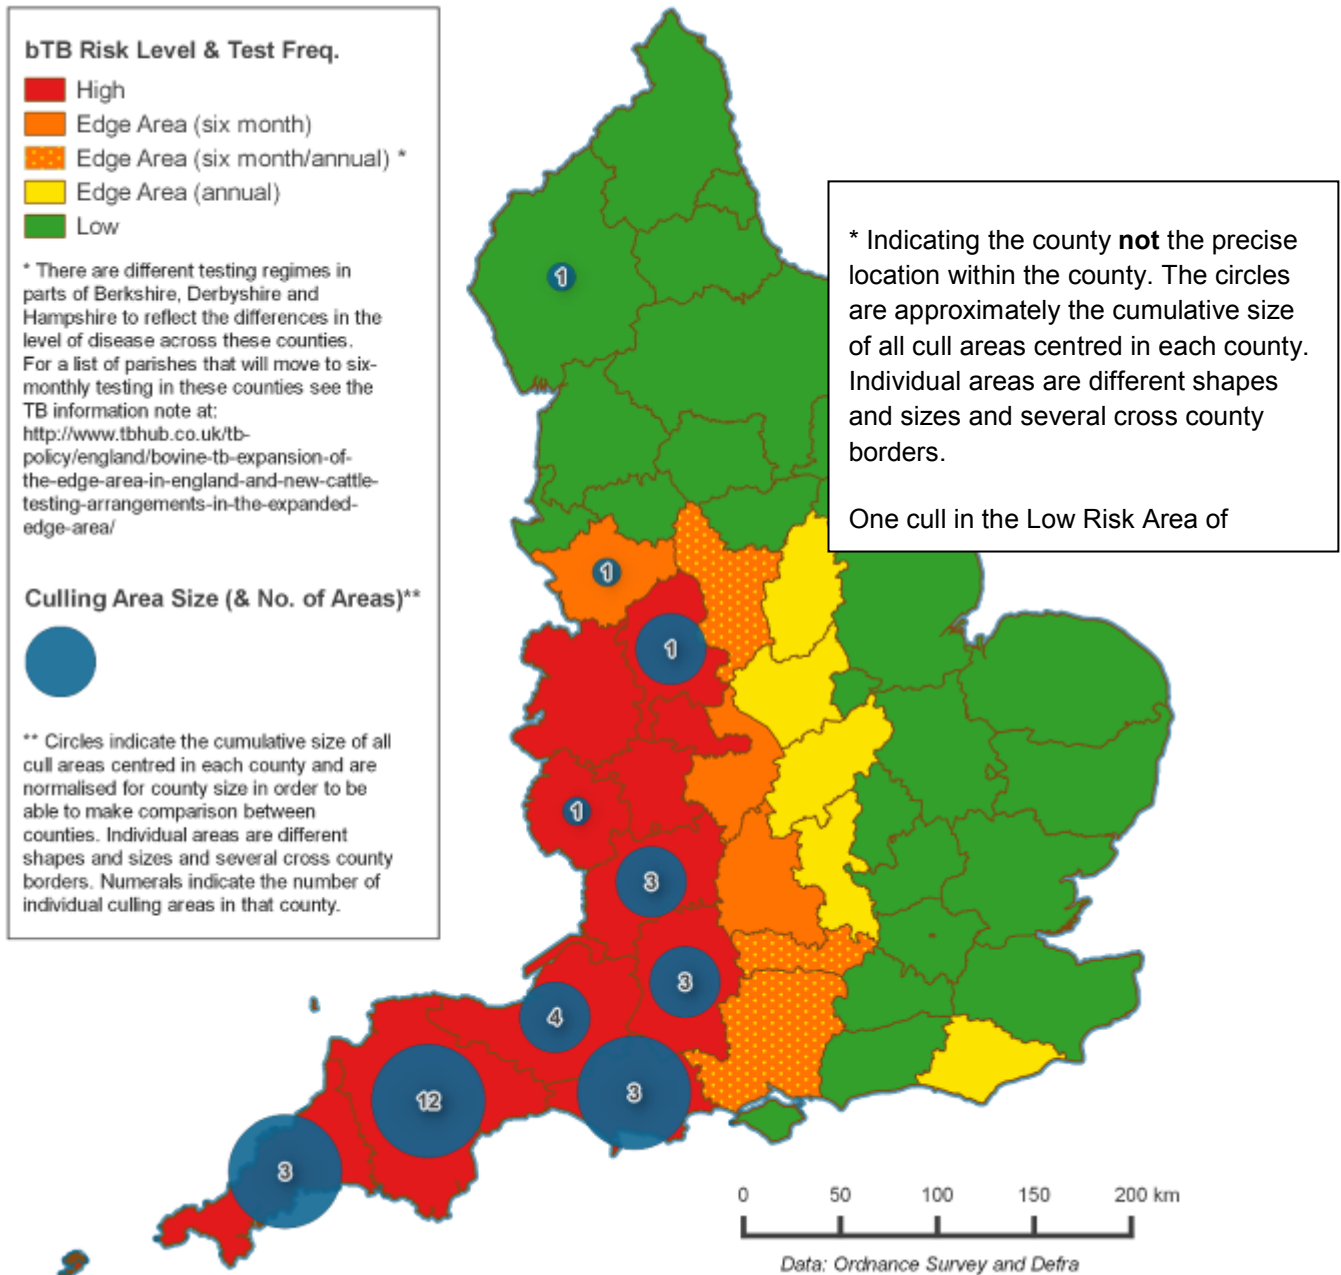 bTB Risk Level & Test Freq.
High
Edge Area (six month)
Edge Area (six month/annual) *
Edge Area (annual)
Low
* There are different testing regimes in
parts of Berkshire, Derbyshire and
Hampshire to reflect the differences in the
level of disease across these counties.
For a list of parishes that will move to six-
monthly testing in these counties see the
TB information note at:
http://www.tbhub.co.uk/tb-
policy/england/bovine-tb-expansion-of-
the-edge-area-in-england-and-new-cattle-
testing-arrangements-in-the-expanded-
edge-area/
Culling Area Size (& No. of Areas)**
** Circles indicate the cumulative size of all
cull areas centred in each county and are
normalised for county size in order to be
able to make comparison between
counties. Individual areas are different
shapes and sizes and several cross county
borders. Numerals indicate the number of
individual culling areas in that county.
* Indicating the county not the precise
location within the county. The circles
are approximately the cumulative size
of all cull areas centred in each county.
Individual areas are different shapes
and sizes and several cross county
borders.
One cull in the Low Risk Area of
1
1
1
1
3
3
4
12
3
3
0 50 100 150 200 km
Data: Ordnance Survey and Defra